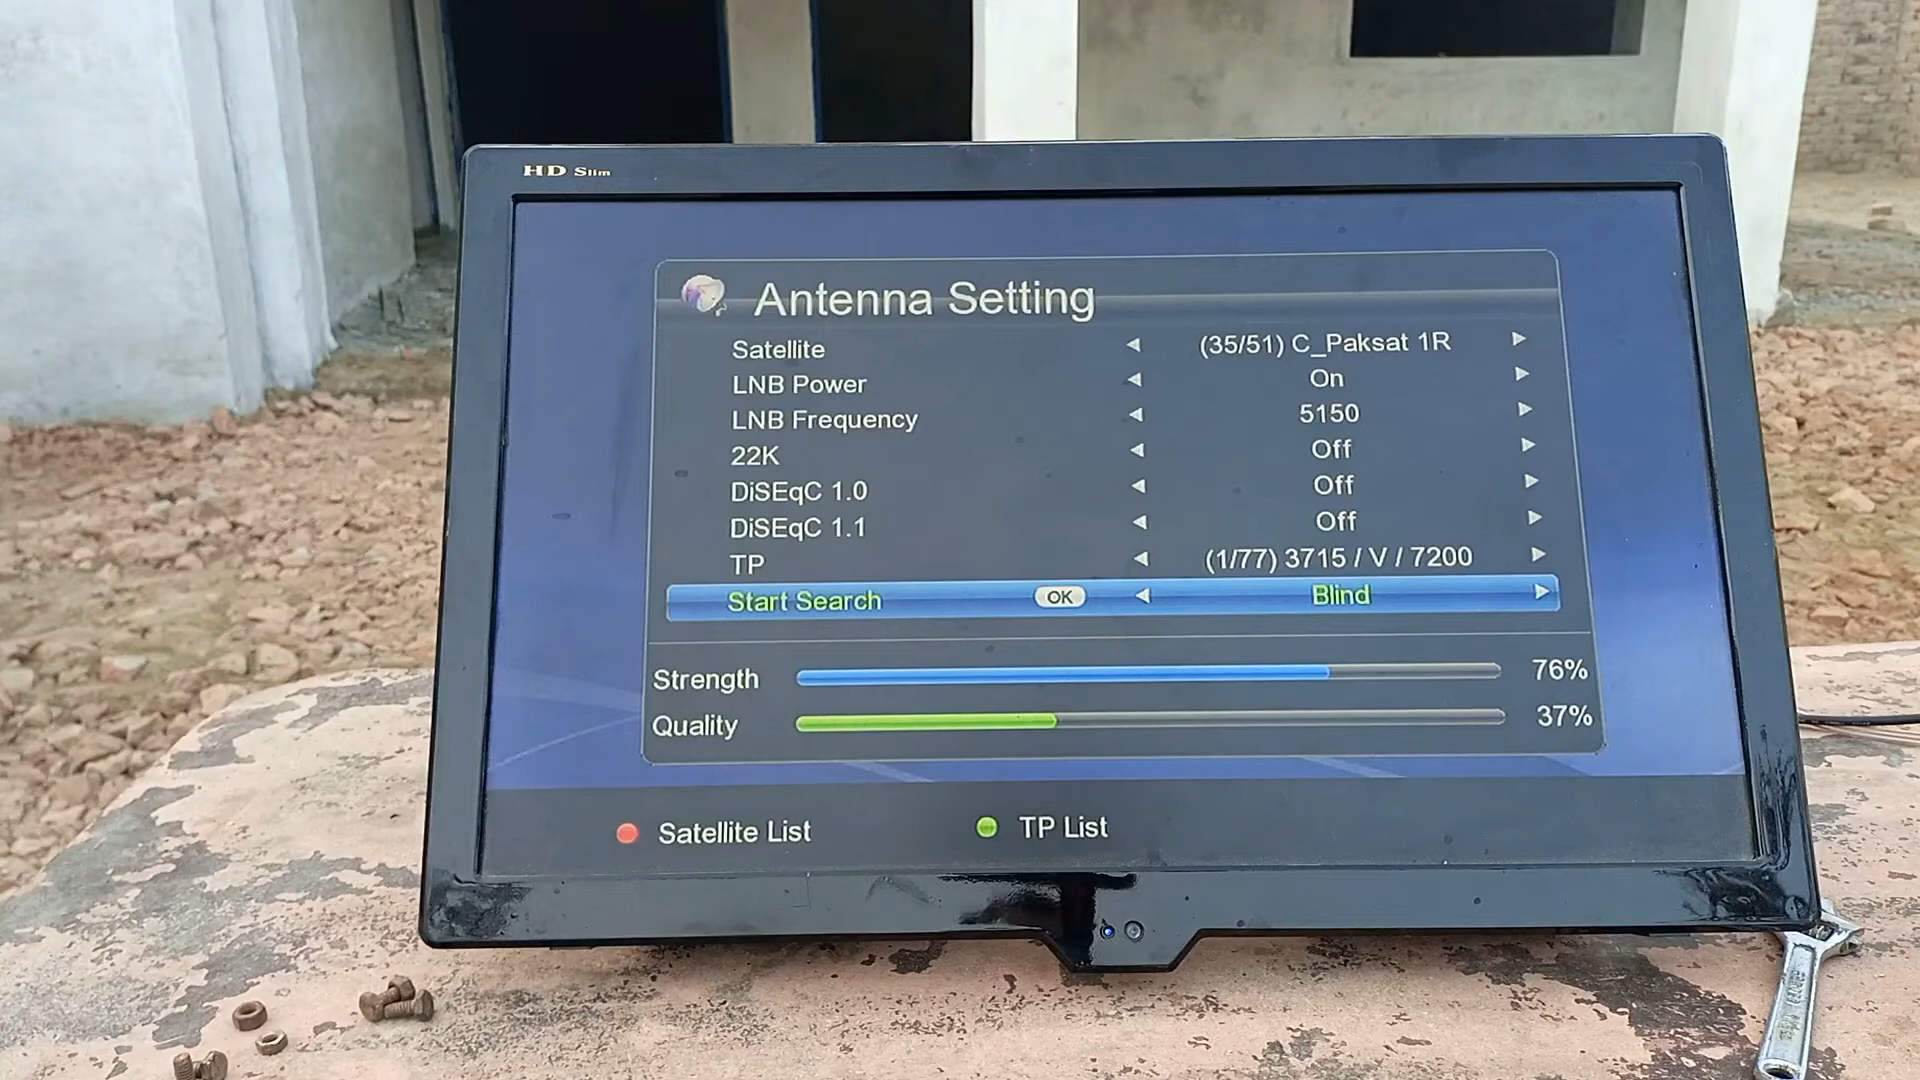 HD Slim
Antenna Setting
Satellite (35/51) C_Paksat 1R
LNB Power On
LNB Frequency 5150
22K Off
DiSEqC 1.0 Off
DiSEqC 1.1 Off
TP (1/77) 3715 / V / 7200
Start Search OK Blind
Strength 76%
Quality 37%
Satellite List TP List